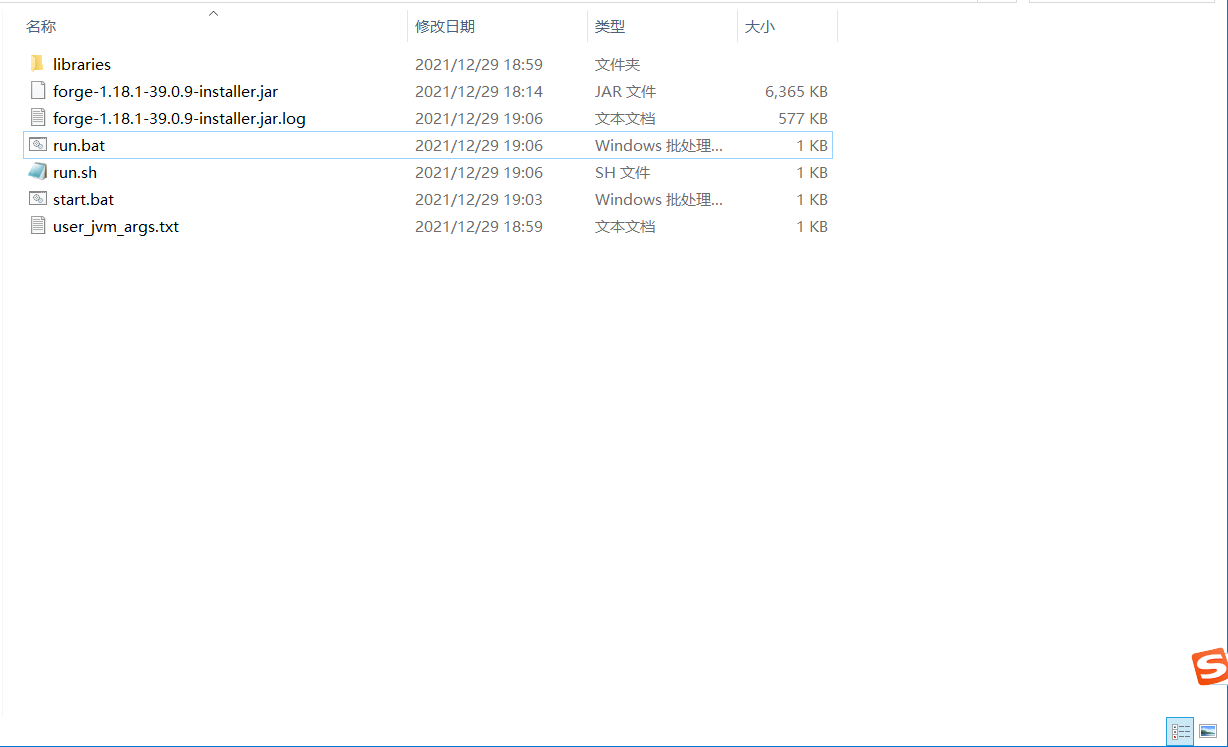 名称 修改日期 类型 大小
libraries 2021/12/29 18:59 文件夹
forge-1.18.1-39.0.9-installer.jar 2021/12/29 18:14 JAR 文件 6,365 KB
forge-1.18.1-39.0.9-installer.jar.log 2021/12/29 19:06 文本文档 577 KB
run.bat 2021/12/29 19:06 Windows 批处理... 1 KB
run.sh 2021/12/29 19:06 SH 文件 1 KB
start.bat 2021/12/29 19:03 Windows 批处理... 1 KB
user_jvm_args.txt 2021/12/29 18:59 文本文档 1 KB
S